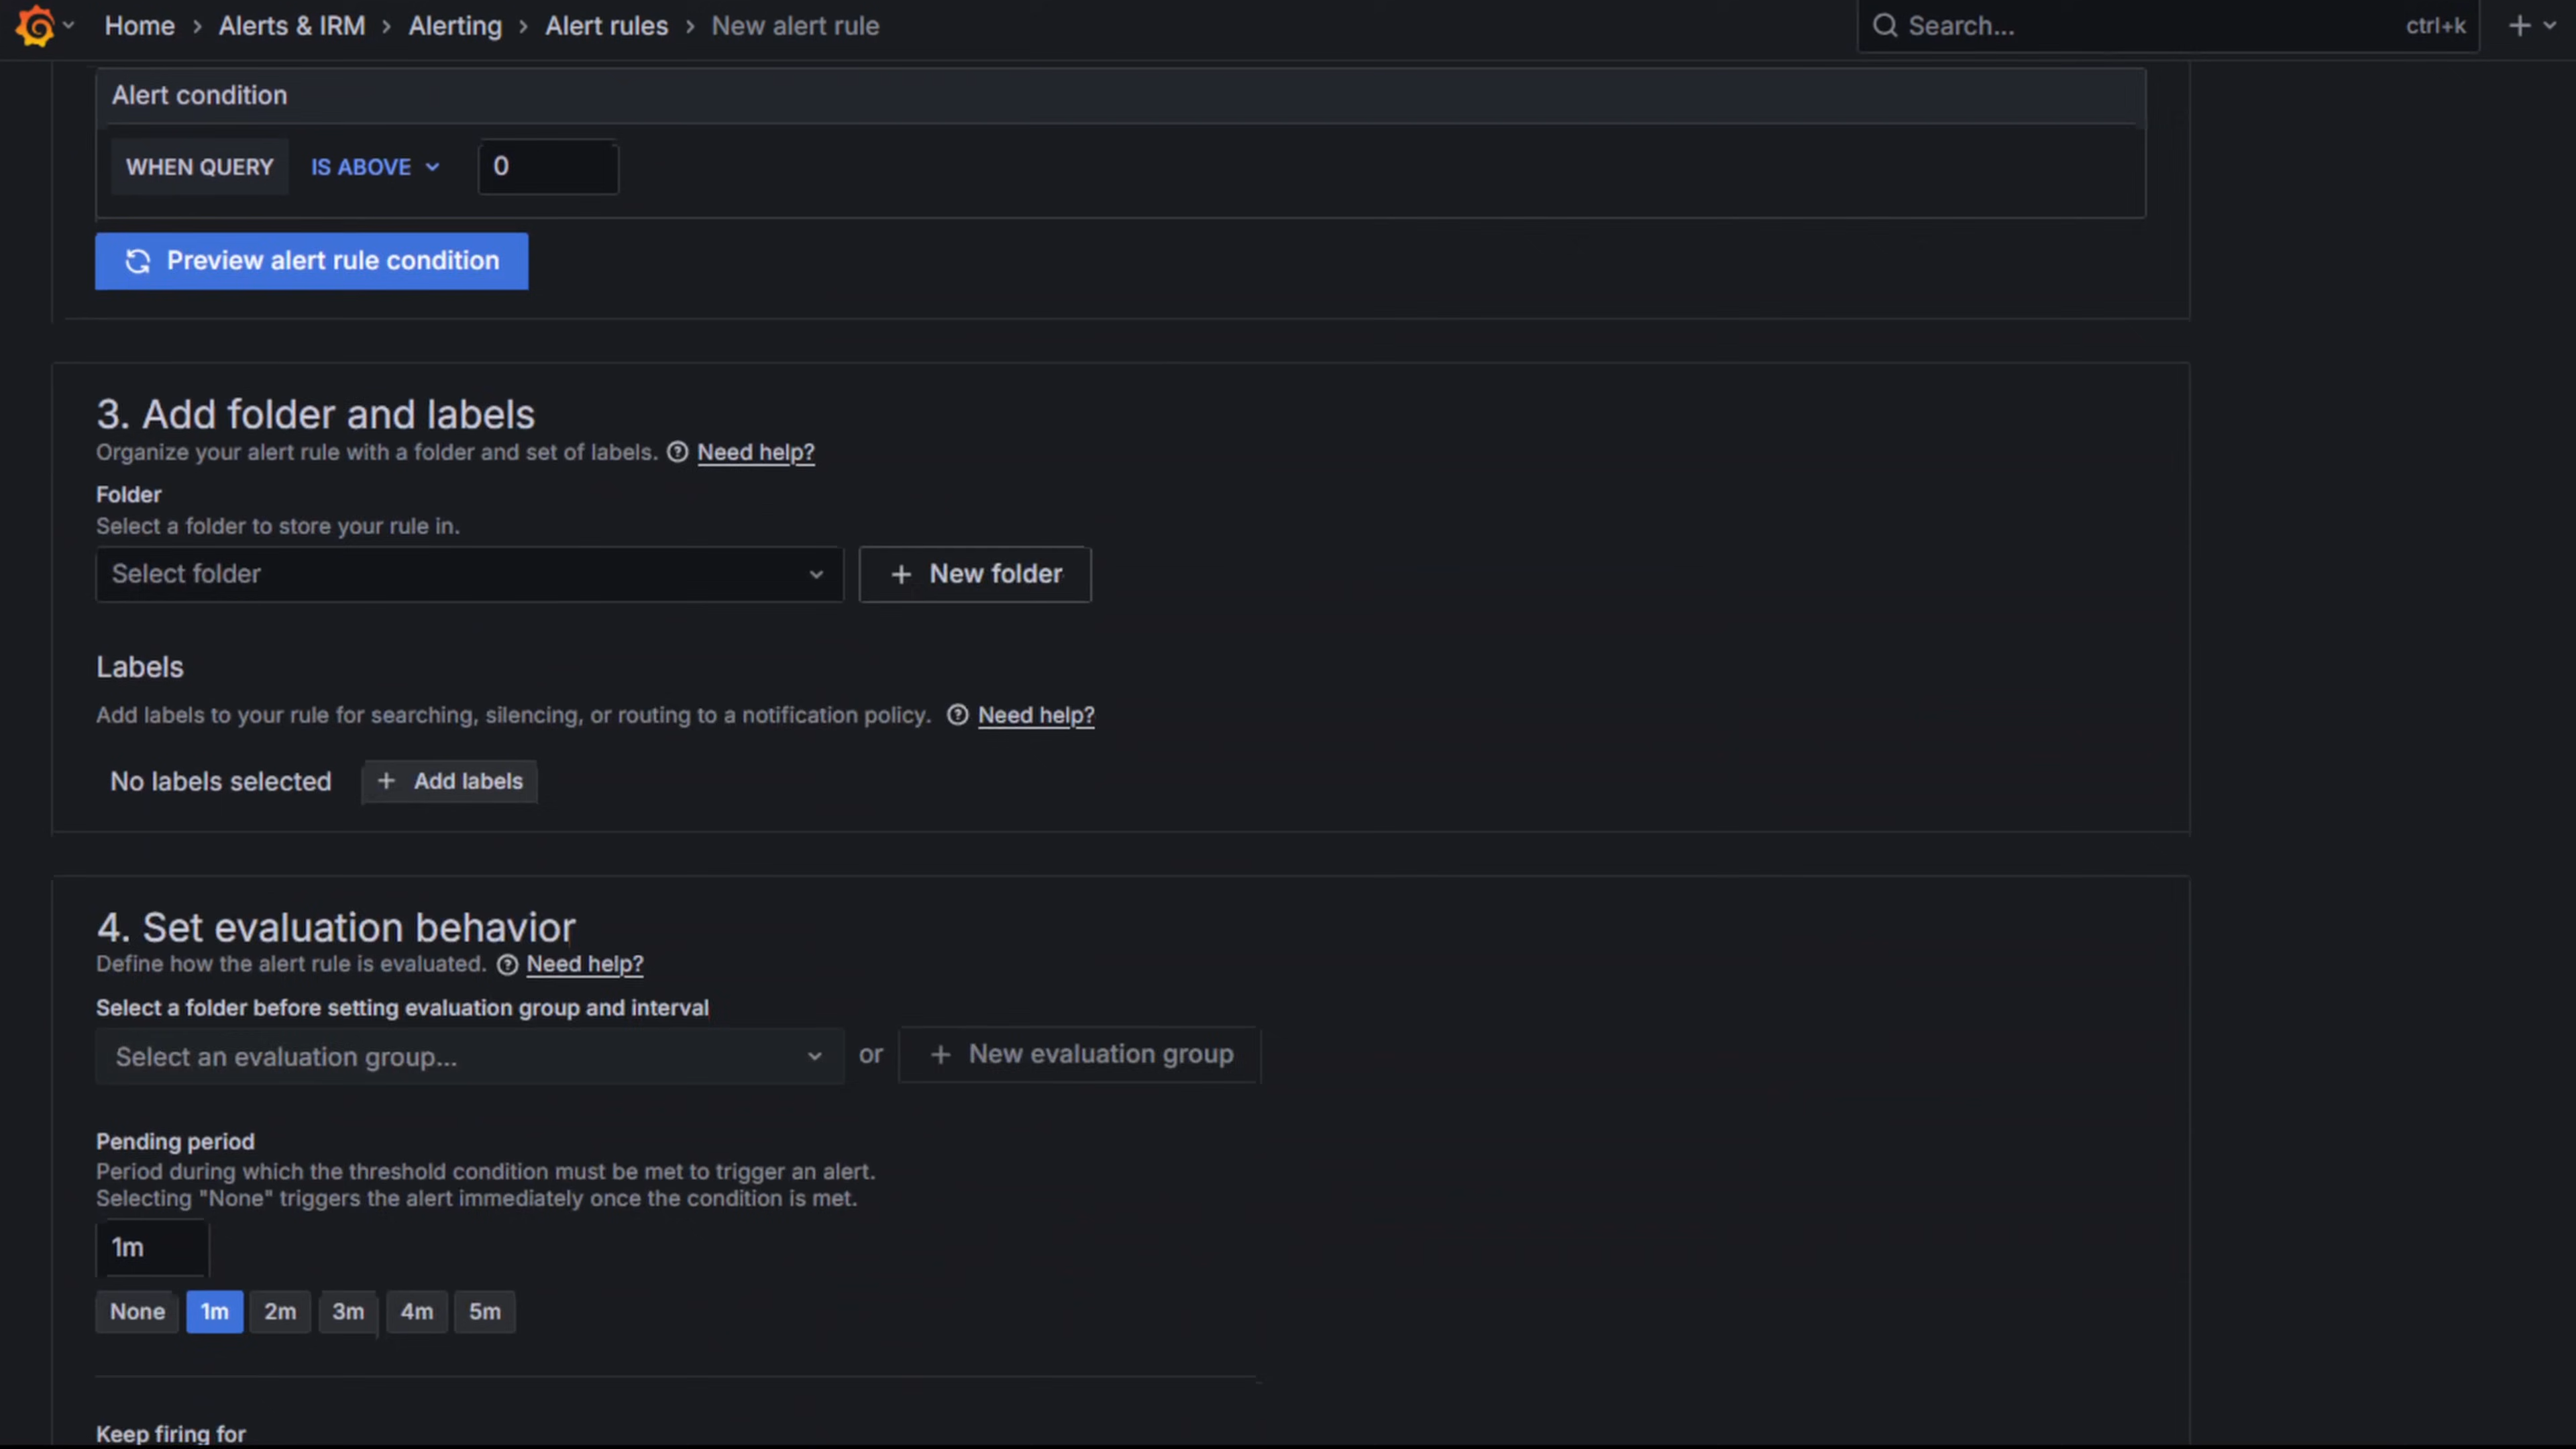 Home > Alerts & IRM > Alerting > Alert rules > New alert rule
Search...
ctrl+k
Alert condition
WHEN QUERY IS ABOVE 0
Preview alert rule condition
3. Add folder and labels
Organize your alert rule with a folder and set of labels. Need help?
Folder
Select a folder to store your rule in.
Select folder
+ New folder
Labels
Add labels to your rule for searching, silencing, or routing to a notification policy. Need help?
No labels selected
+ Add labels
4. Set evaluation behavior
Define how the alert rule is evaluated. Need help?
Select a folder before setting evaluation group and interval
Select an evaluation group... or + New evaluation group
Pending period
Period during which the threshold condition must be met to trigger an alert.
Selecting "None" triggers the alert immediately once the condition is met.
1m
None 1m 2m 3m 4m 5m
Keep firing for